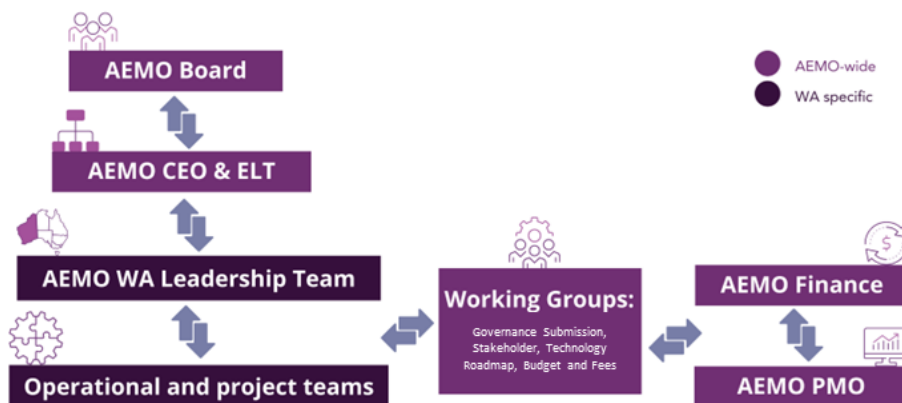 AEMO Board
AEMO-wide
WA specific
AEMO CEO & ELT
AEMO WA Leadership Team
Working Groups:
Governance Submission,
Stakeholder, Technology
Roadmap, Budget and Fees
AEMO Finance
$
Operational and project teams
AEMO PMO